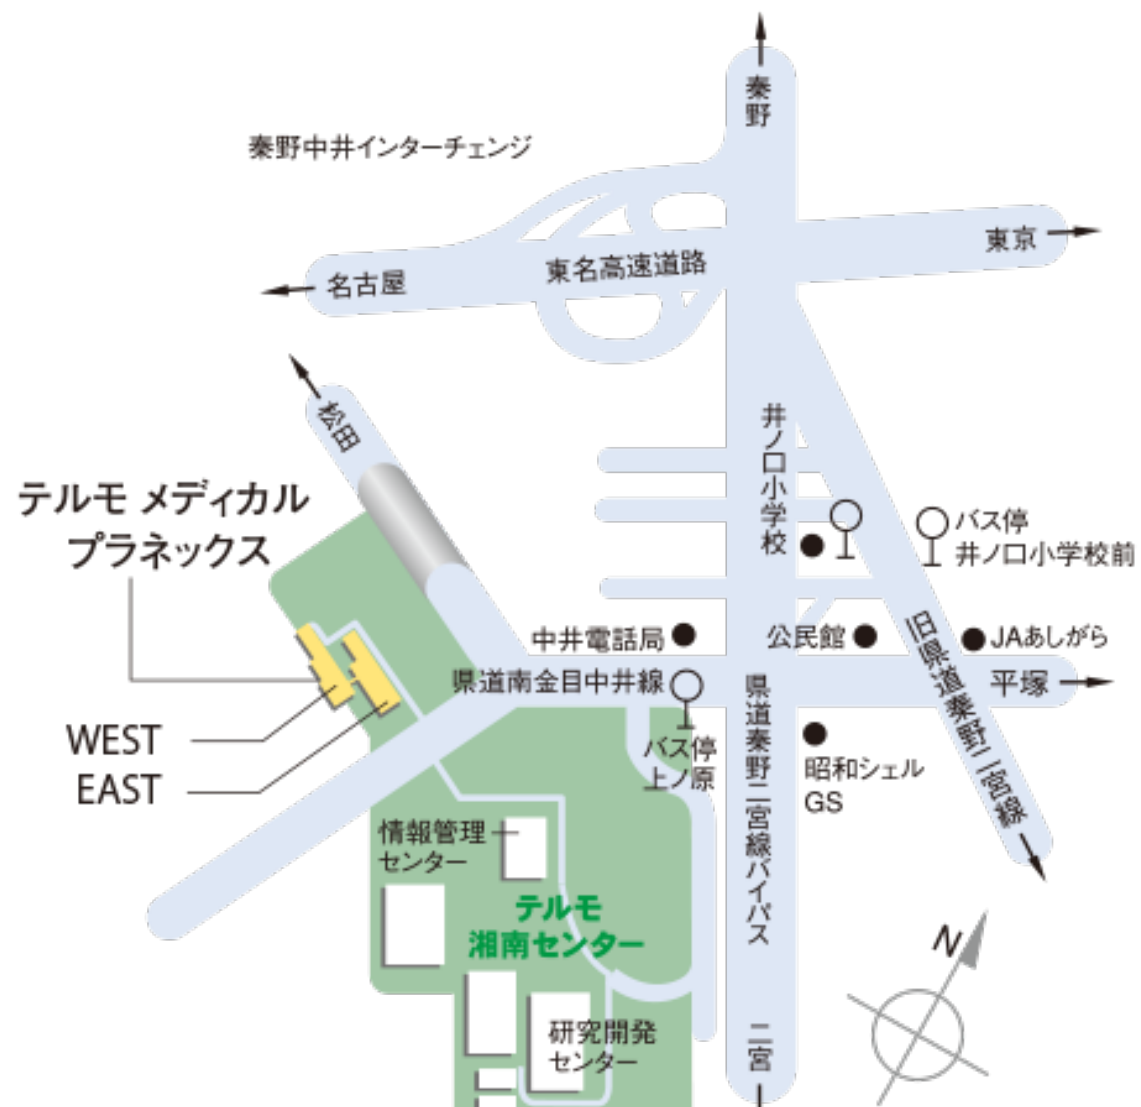 秦野
秦野中井インターチェンジ
東京
東名高速道路
名古屋
松田
井ノ口小学校
テルモ メディカル
プラネックス
バス停
井ノ口小学校前
中井電話局
公民館
JAあしがら
旧県道秦野二宮線
県道南金目中井線
平塚
県道秦野二宮線バイパス
WEST
EAST
バス停
上ノ原
昭和シェル
GS
情報管理
センター
テルモ
湘南センター
N
研究開発
センター
二宮